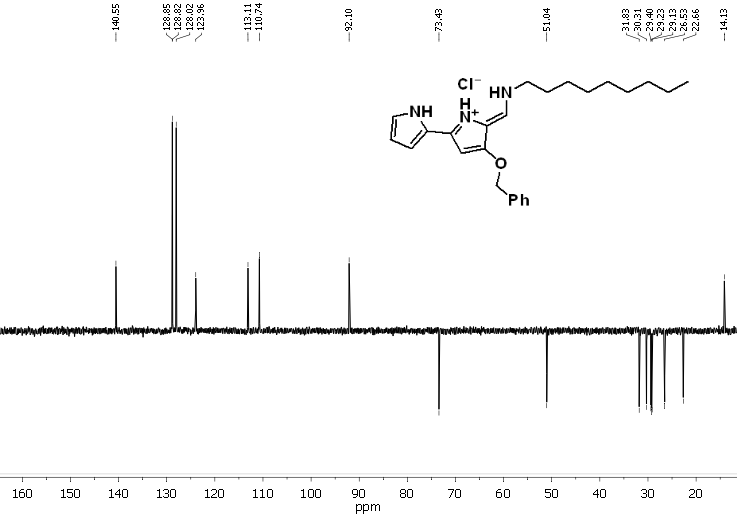 140.55
128.85
128.82
128.02
123.96
113.11
110.74
92.10
73.43
51.04
31.83
30.31
29.40
29.23
29.13
26.53
22.66
14.13
Cl⁻
HN
H
N⁺
NH
O
Ph
160 150 140 130 120 110 100 90 80 70 60 50 40 30 20
ppm